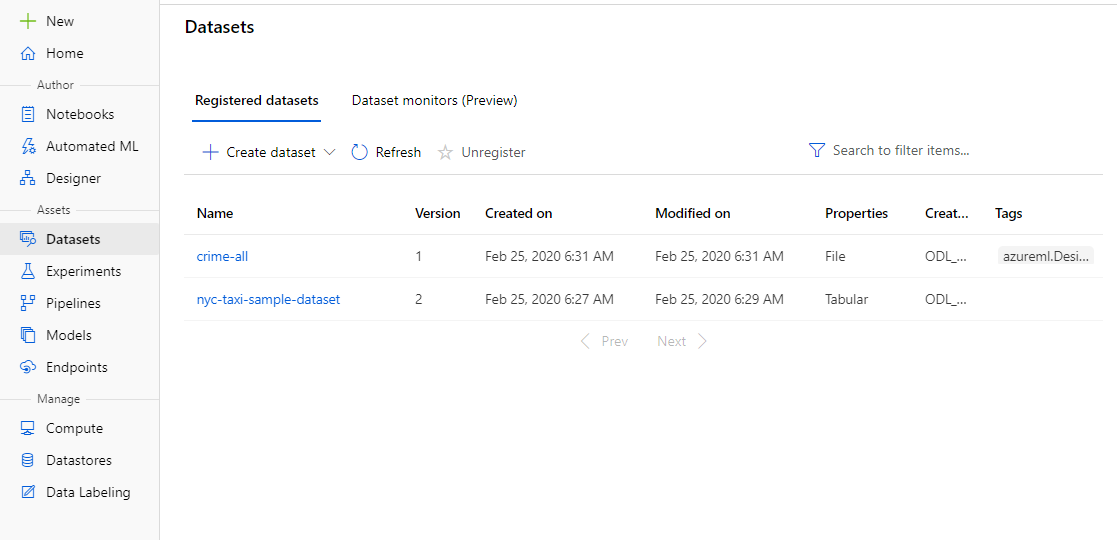 New
Home
Author
Notebooks
Automated ML
Designer
Assets
Datasets
Experiments
Pipelines
Models
Endpoints
Manage
Compute
Datastores
Data Labeling
Datasets
Registered datasets Dataset monitors (Preview)
Create dataset Refresh Unregister Search to filter items...
Name Version Created on Modified on Properties Creat... Tags
crime-all 1 Feb 25, 2020 6:31 AM Feb 25, 2020 6:31 AM File ODL_... azureml.Desi...
nyc-taxi-sample-dataset 2 Feb 25, 2020 6:27 AM Feb 25, 2020 6:29 AM Tabular ODL_...
Prev Next